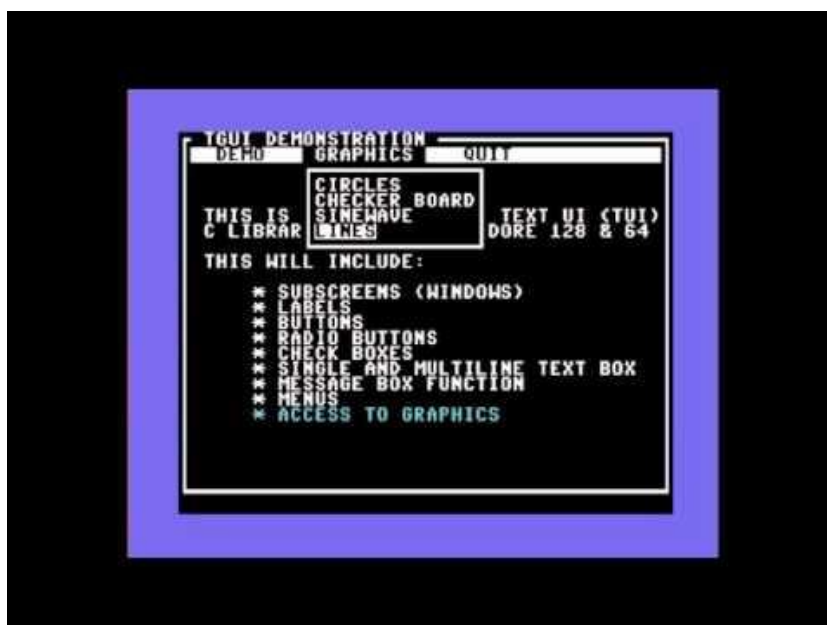 TGUI DEMONSTRATION
DEMO GRAPHICS QUIT
CIRCLES
CHECKER BOARD
THIS IS SINEWAVE TEXT UI (TUI)
C LIBRAR LINES DORE 128 & 64
THIS WILL INCLUDE:
* SUBSCREENS (WINDOWS)
* LABELS
* BUTTONS
* RADIO BUTTONS
* CHECK BOXES
* SINGLE AND MULTILINE TEXT BOX
* MESSAGE BOX FUNCTION
* MENUS
* ACCESS TO GRAPHICS